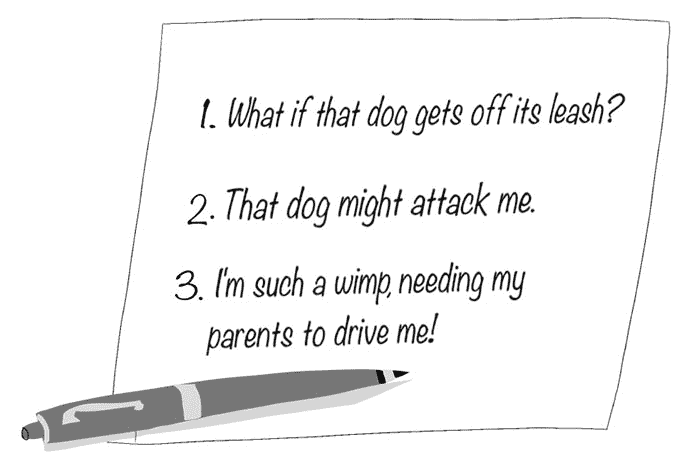 1. What if that dog gets off its leash?
2. That dog might attack me.
3. I'm such a wimp, needing my
parents to drive me!